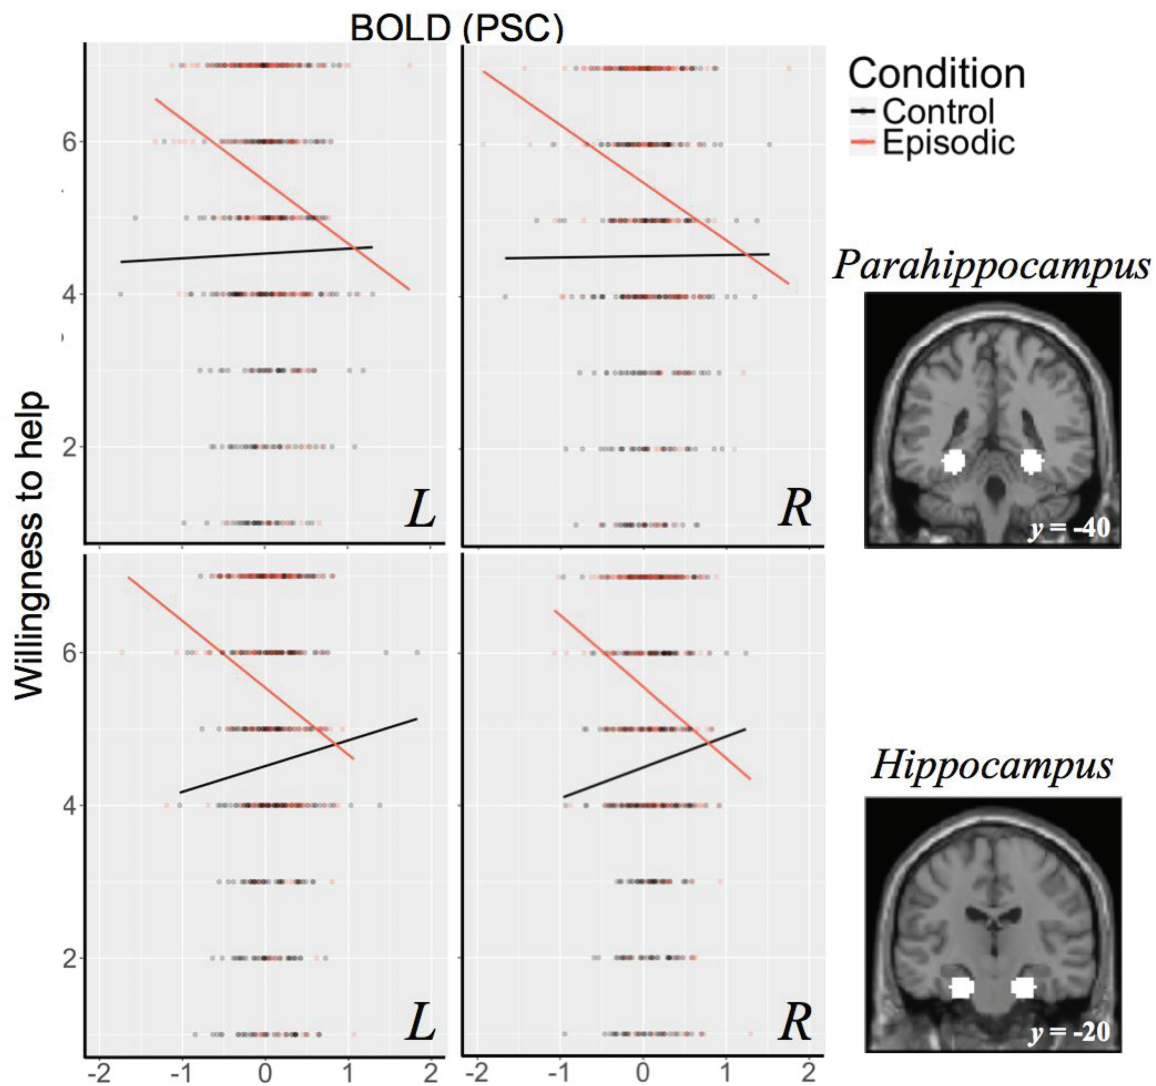 BOLD (PSC)
Condition
Control
Episodic
Willingness to help
6
4
2
L
R
Parahippocampus
y = -40
6
4
2
L
R
Hippocampus
y = -20
-2 -1 0 1 2
-2 -1 0 1 2